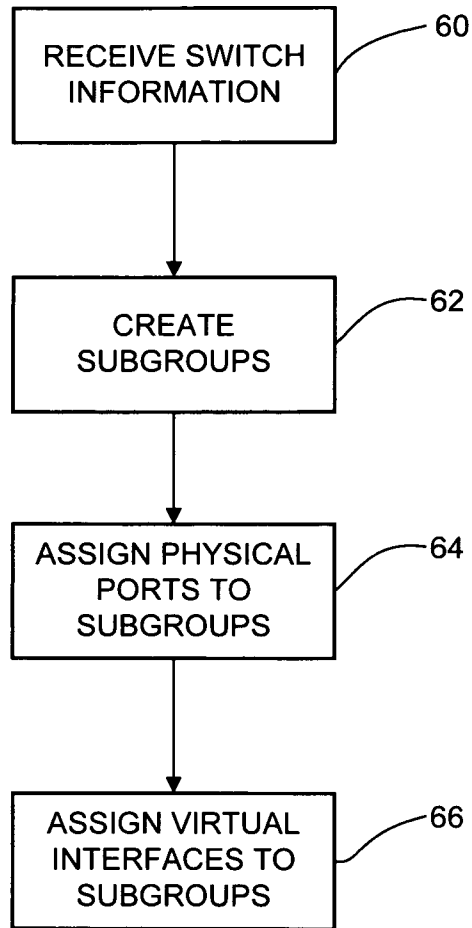 RECEIVE SWITCH
INFORMATION
60
CREATE
SUBGROUPS
62
ASSIGN PHYSICAL
PORTS TO
SUBGROUPS
64
ASSIGN VIRTUAL
INTERFACES TO
SUBGROUPS
66